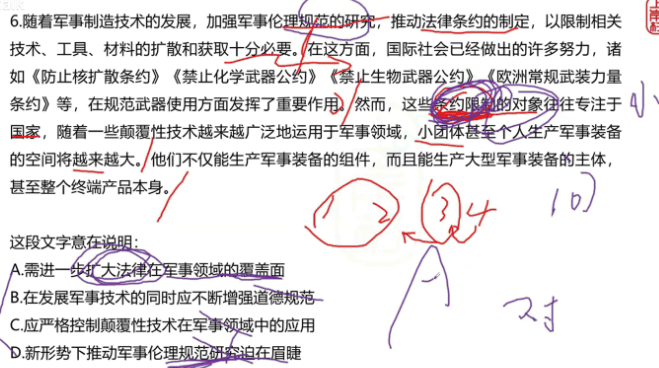 6.随着军事制造技术的发展，加强军事伦理规范的研究，推动法律条约的制定，以限制相关
技术、工具、材料的扩散和获取十分必要。在这方面，国际社会已经做出的许多努力，诸
如《防止核扩散条约》《禁止化学武器公约》《禁止生物武器公约》《欧洲常规武装力量
条约》等，在规范武器使用方面发挥了重要作用。然而，这些条约限制的对象往往专注于
国家，随着一些颠覆性技术越来越广泛地运用于军事领域，小团体甚至个人生产军事装备
的空间将越来越大。他们不仅能生产军事装备的组件，而且能生产大型军事装备的主体，
甚至整个终端产品本身。
1 2 3 4
这段文字意在说明：
A.需进一步扩大法律在军事领域的覆盖面
B.在发展军事技术的同时应不断增强道德规范
C.应严格控制颠覆性技术在军事领域中的应用
D.新形势下推动军事伦理规范研究迫在眉睫
对